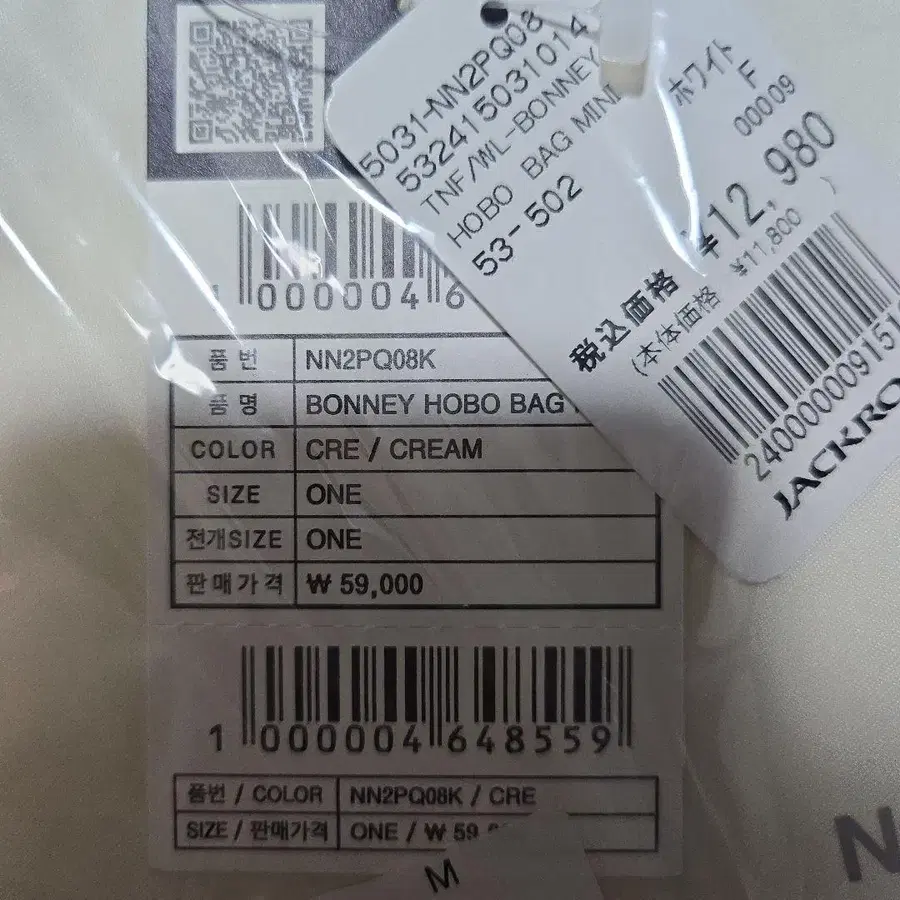 5031-NN2PQ08
532415031014
TNF/WL-BONNEY
HOBO BAG MINI
53-502
ホワイト
F
00009
税込価格 ¥12,980
(本体価格 ¥11,800 )
JACKRO
1 000004 6
품번 NN2PQ08K
품명 BONNEY HOBO BAG
COLOR CRE / CREAM
SIZE ONE
전개SIZE ONE
판매가격 ₩ 59,000
1 000004 648559
품번 / COLOR NN2PQ08K / CRE
SIZE / 판매가격 ONE / ₩ 59
M
N